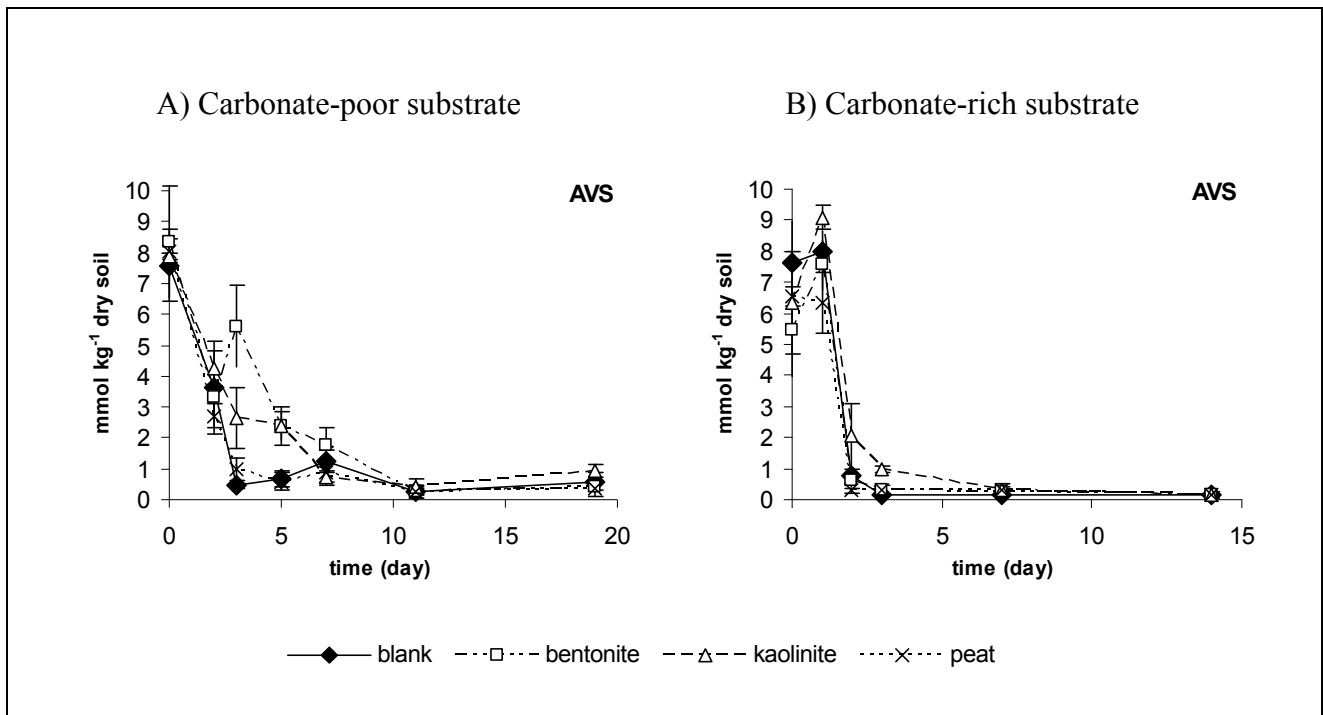 A) Carbonate-poor substrate
AVS
mmol kg⁻¹ dry soil
10
9
8
7
6
5
4
3
2
1
0
0 5 10 15 20
time (day)
B) Carbonate-rich substrate
AVS
mmol kg⁻¹ dry soil
10
9
8
7
6
5
4
3
2
1
0
0 5 10 15
time (day)
blank bentonite kaolinite peat